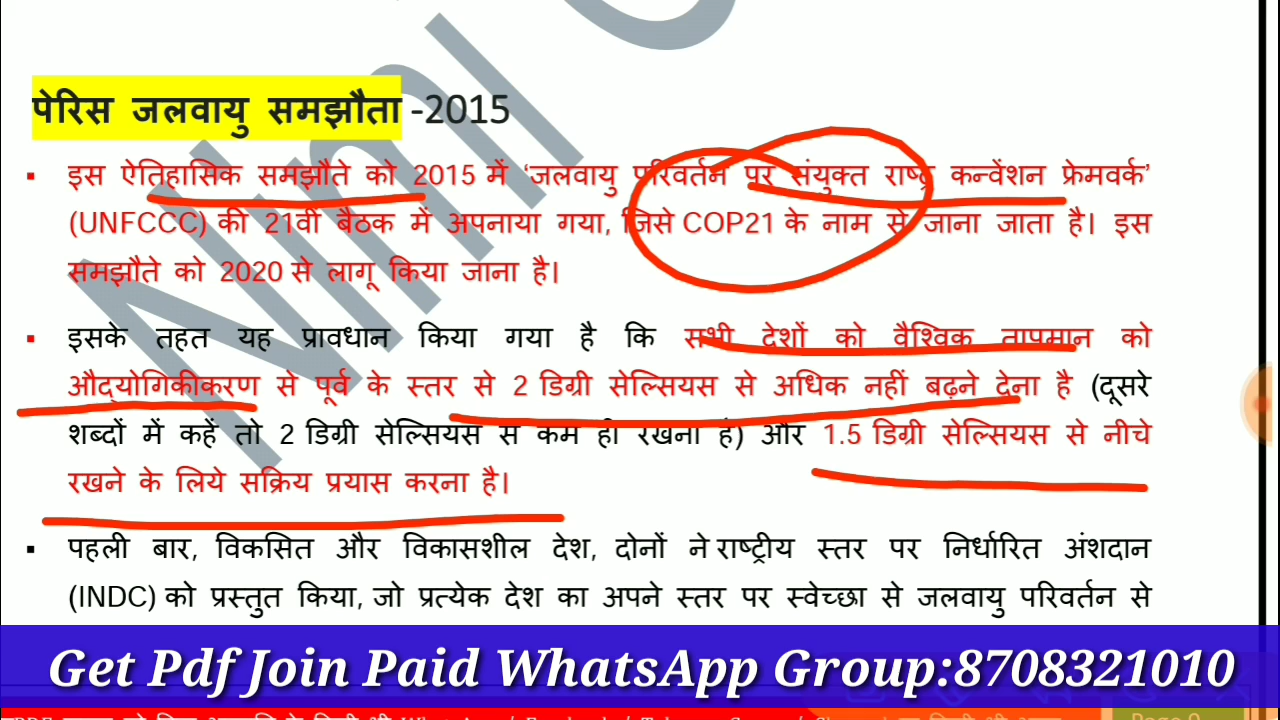 पेरिस जलवायु समझौता -2015
▪ इस ऐतिहासिक समझौते को 2015 में ‘जलवायु परिवर्तन पर संयुक्त राष्ट्र कन्वेंशन फ्रेमवर्क’
(UNFCCC) की 21वीं बैठक में अपनाया गया, जिसे COP21 के नाम से जाना जाता है। इस
समझौते को 2020 से लागू किया जाना है।
▪ इसके तहत यह प्रावधान किया गया है कि सभी देशों को वैश्विक तापमान को
औद्योगिकीकरण से पूर्व के स्तर से 2 डिग्री सेल्सियस से अधिक नहीं बढ़ने देना है (दूसरे
शब्दों में कहें तो 2 डिग्री सेल्सियस से कम ही रखना है) और 1.5 डिग्री सेल्सियस से नीचे
रखने के लिये सक्रिय प्रयास करना है।
▪ पहली बार, विकसित और विकासशील देश, दोनों ने राष्ट्रीय स्तर पर निर्धारित अंशदान
(INDC) को प्रस्तुत किया, जो प्रत्येक देश का अपने स्तर पर स्वेच्छा से जलवायु परिवर्तन से
Get Pdf Join Paid WhatsApp Group:8708321010